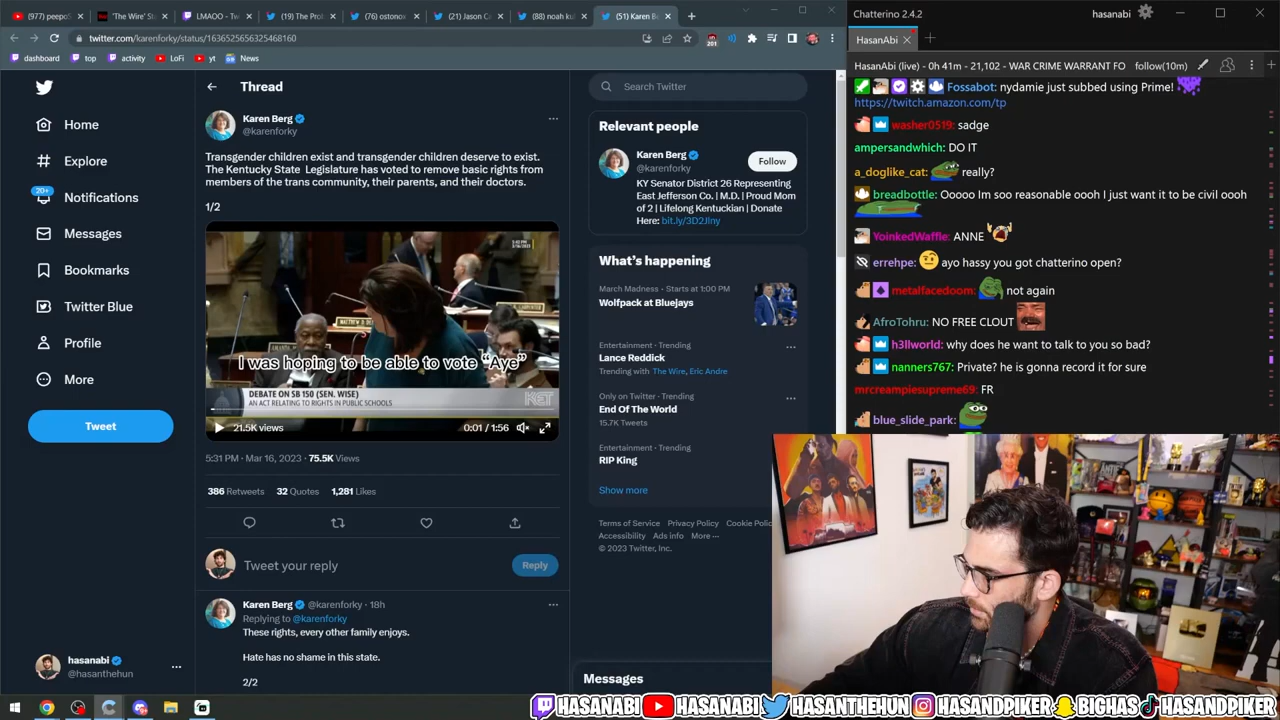 (977) peepo
'The Wire' St
LMAOO - Tw
(19) The Pro
(76) ostonox
(21) Jason C
(88) noah ku
(51) Karen B
twitter.com/karenforky/status/1636525656325468160
201
dashboard
top
activity
LoFi
yt
News
Home
Explore
20+
Notifications
Messages
Bookmarks
Twitter Blue
Profile
More
Tweet
hasanabi
@hasanthehun
Thread
Karen Berg
@karenforky
Transgender children exist and transgender children deserve to exist.
The Kentucky State Legislature has voted to remove basic rights from
members of the trans community, their parents, and their doctors.
1/2
I was hoping to be able to vote "Aye"
DEBATE ON SB 150 (SEN. WISE)
AN ACT RELATING TO RIGHTS IN PUBLIC SCHOOLS
KET
21.5K views
0:01 / 1:56
5:31 PM · Mar 16, 2023 · 75.5K Views
386 Retweets 32 Quotes 1,281 Likes
Tweet your reply
Reply
Karen Berg @karenforky · 18h
Replying to @karenforky
These rights, every other family enjoys.
Hate has no shame in this state.
2/2
Search Twitter
Relevant people
Karen Berg
@karenforky
Follow
KY Senator District 26 Representing
East Jefferson Co. | M.D. | Proud Mom
of 2 | Lifelong Kentuckian | Donate
Here:
What's happening
March Madness · Starts at 1:00 PM
Wolfpack at Bluejays
Entertainment · Trending
Lance Reddick
Trending with The Wire, Eric Andre
Only on Twitter · Trending
End Of The World
15.7K Tweets
Entertainment · Trending
RIP King
Show more
Terms of Service Privacy Policy Cookie Polic
Accessibility Ads info More ···
© 2023 Twitter, Inc.
Messages
Chatterino 2.4.2
hasanabi
HasanAbi
HasanAbi (live) - 0h 41m - 21,102 - WAR CRIME WARRANT FO
follow(10m)
Fossabot: nydamie just subbed using Prime!
https://twitch.amazon.com/tp
washer0519: sadge
ampersandwhich: DO IT
a_doglike_cat: really?
breadbottle: Ooooo Im soo reasonable oooh I just want it to be civil oooh
YoinkedWaffle: ANNE
errehpe: ayo hassy you got chatterino open?
metalfacedoom: not again
AfroTohru: NO FREE CLOUT
h3llworld: why does he want to talk to you so bad?
nanners767: Private? he is gonna record it for sure
mrcreampiesupreme69: FR
blue_slide_park:
HASANABI
HASANABI
HASANTHEHUN
HASANDPIKER
BIGHAS
HASANDPIKER